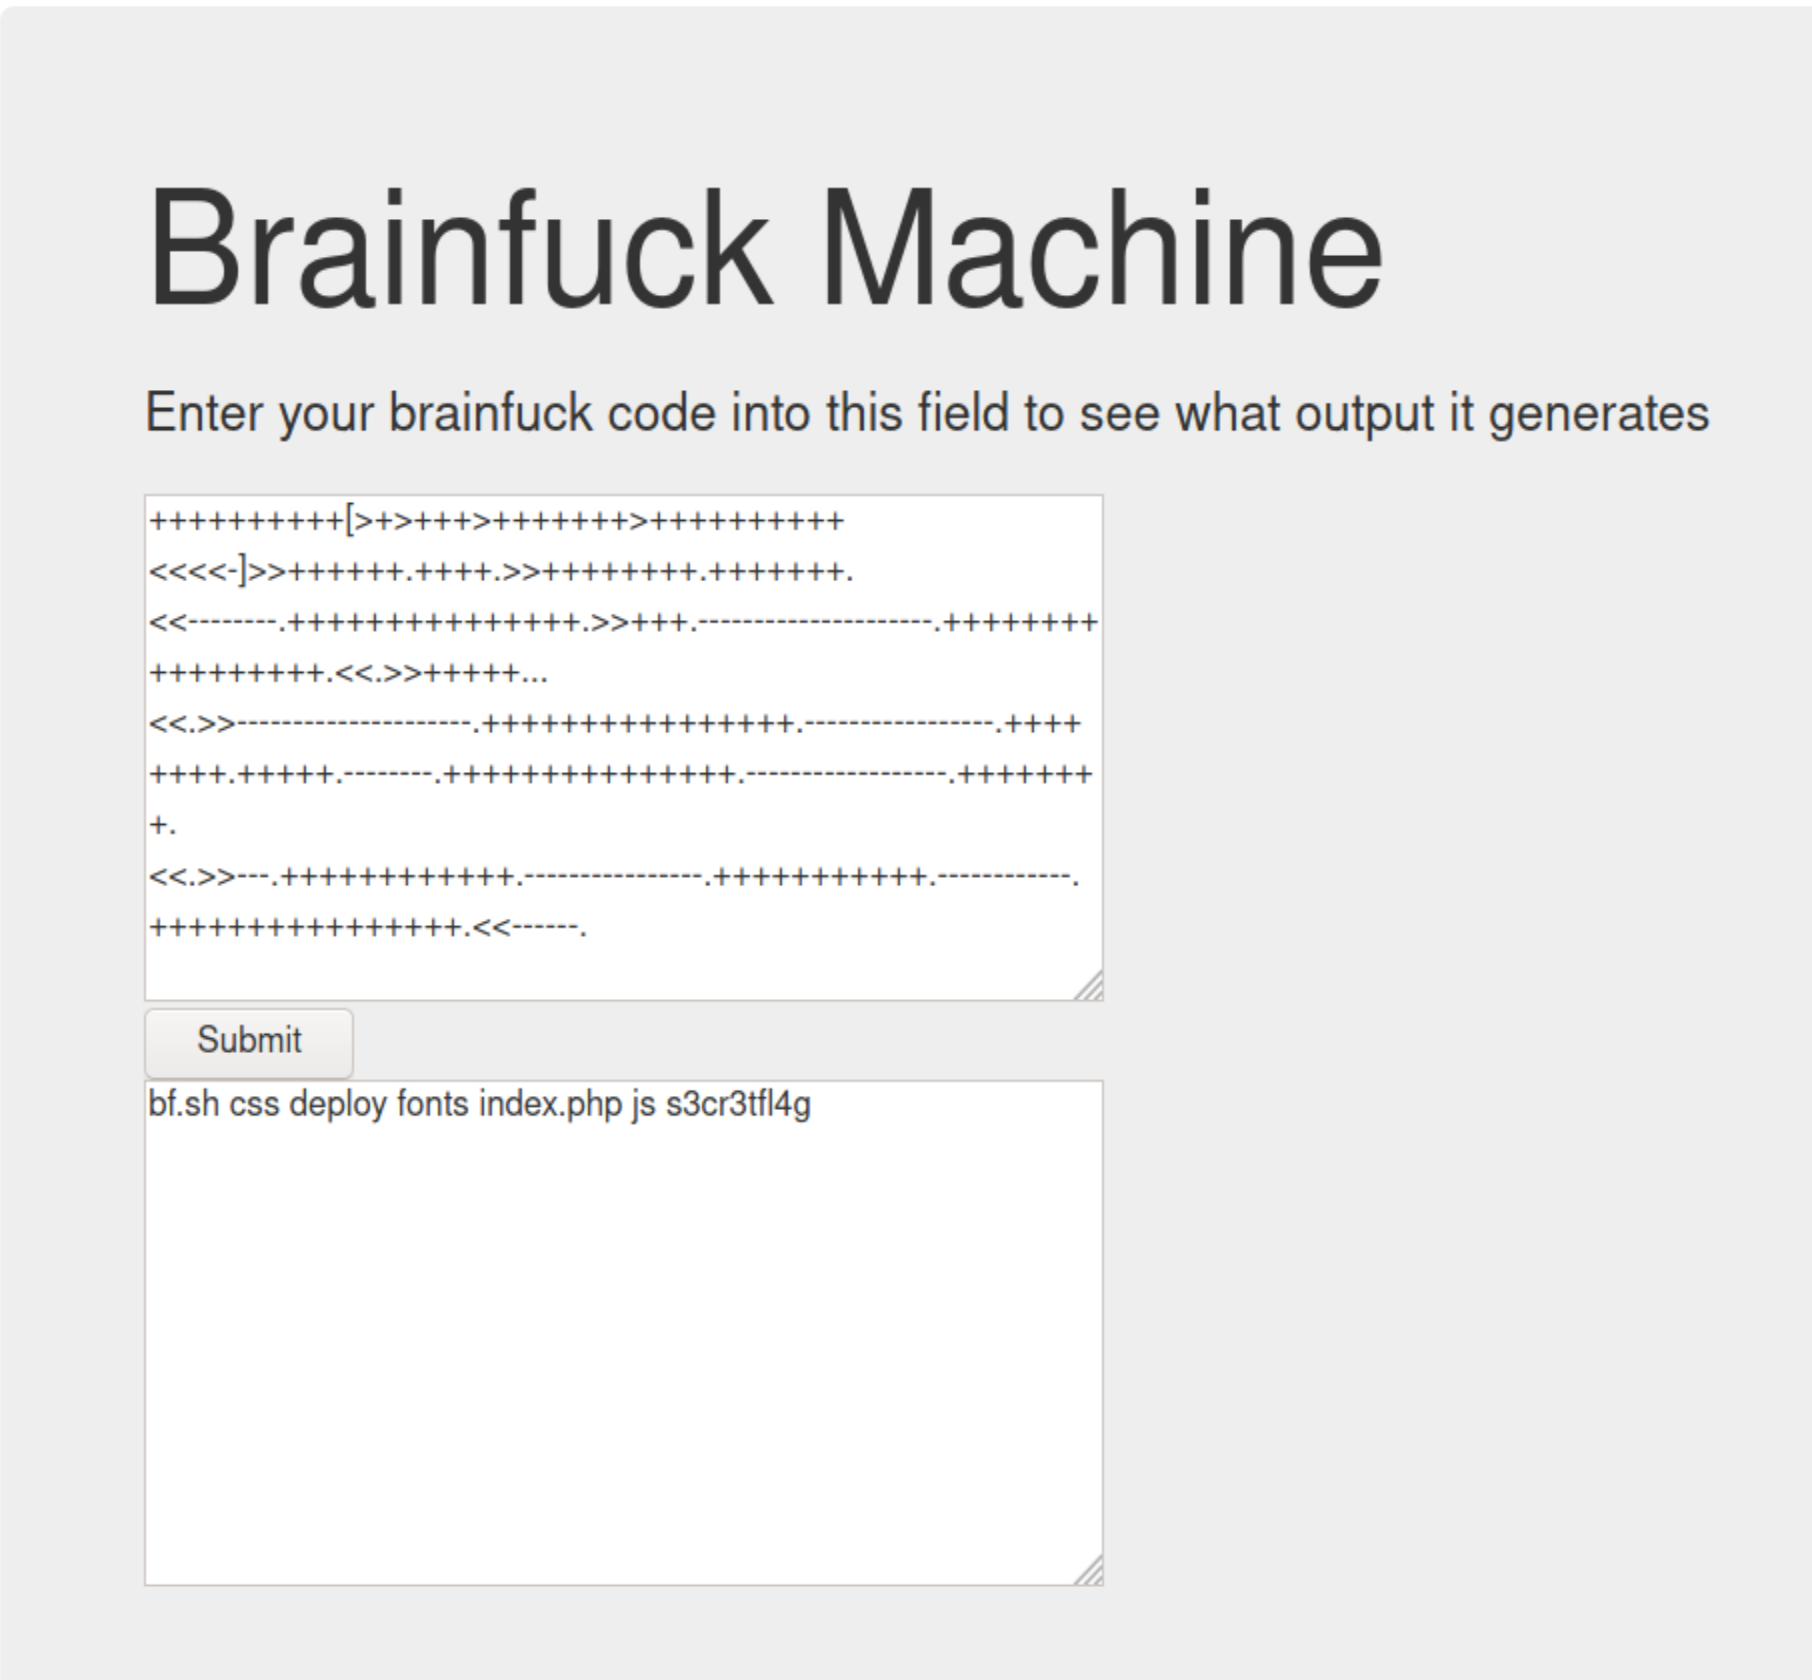 Brainfuck Machine
Enter your brainfuck code into this field to see what output it generates
++++++++++[>+>+++>+++++++>++++++++++
<<<<-]>>++++++.++++.>>++++++++.+++++++.
<<--------.+++++++++++++++.>>+++.---------------------.++++++++
+++++++++.<<.>>+++++...
<<.>>---------------------.++++++++++++++++.-----------------.++++
++++.+++++.--------.+++++++++++++++.------------------.+++++++
+.
<<.>>---.++++++++++++.----------------.+++++++++++.------------.
++++++++++++++++.<<------.
Submit
bf.sh css deploy fonts index.php js s3cr3tfl4g